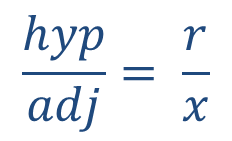 hyp/adj = r/x